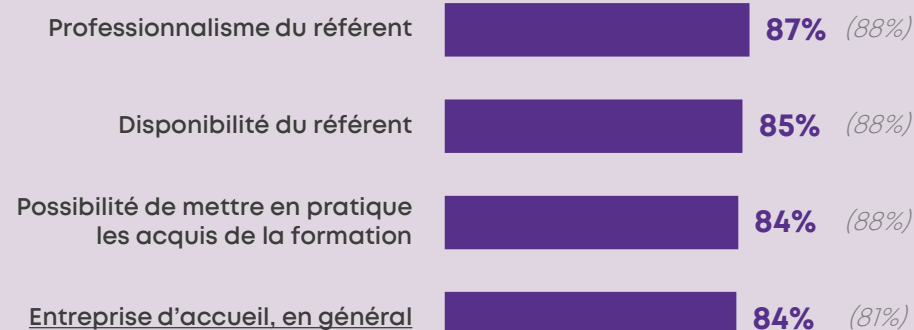 Professionnalisme du référent 87% (88%)
Disponibilité du référent 85% (88%)
Possibilité de mettre en pratique
les acquis de la formation 84% (88%)
Entreprise d'accueil, en général 84% (81%)